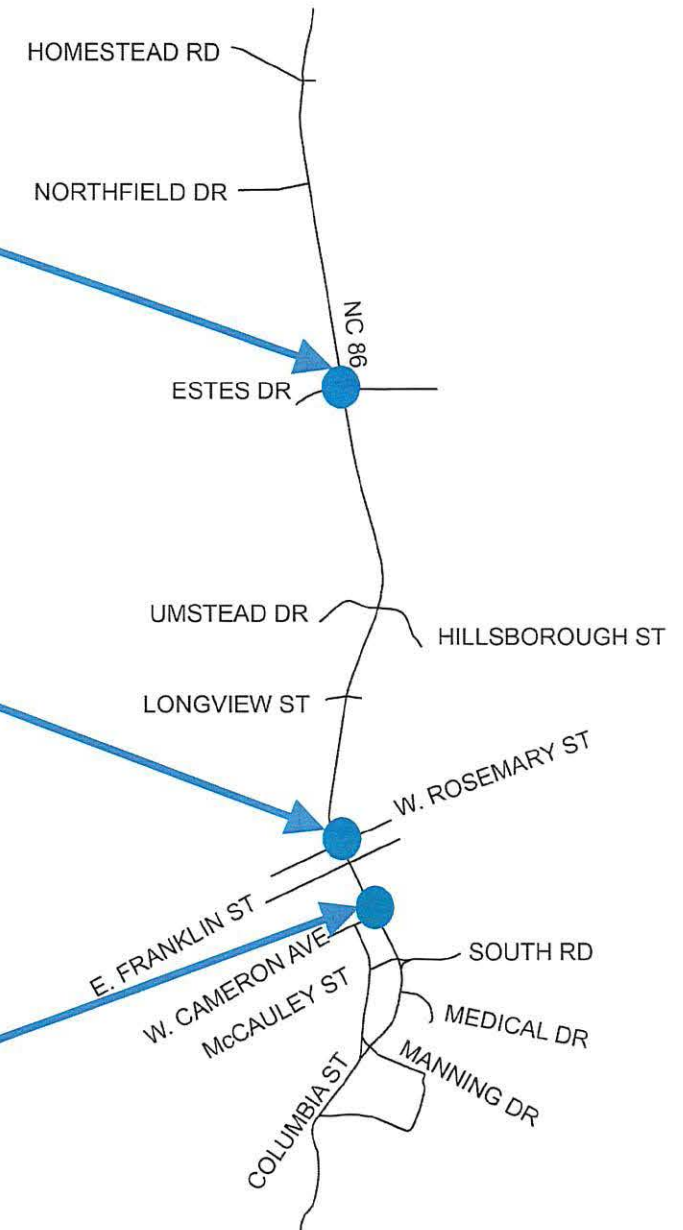 HOMESTEAD RD
NORTHFIELD DR
NC 86
ESTES DR
UMSTEAD DR
HILLSBOROUGH ST
LONGVIEW ST
W. ROSEMARY ST
E. FRANKLIN ST
W. CAMERON AVE
McCAULEY ST
SOUTH RD
MEDICAL DR
MANNING DR
COLUMBIA ST